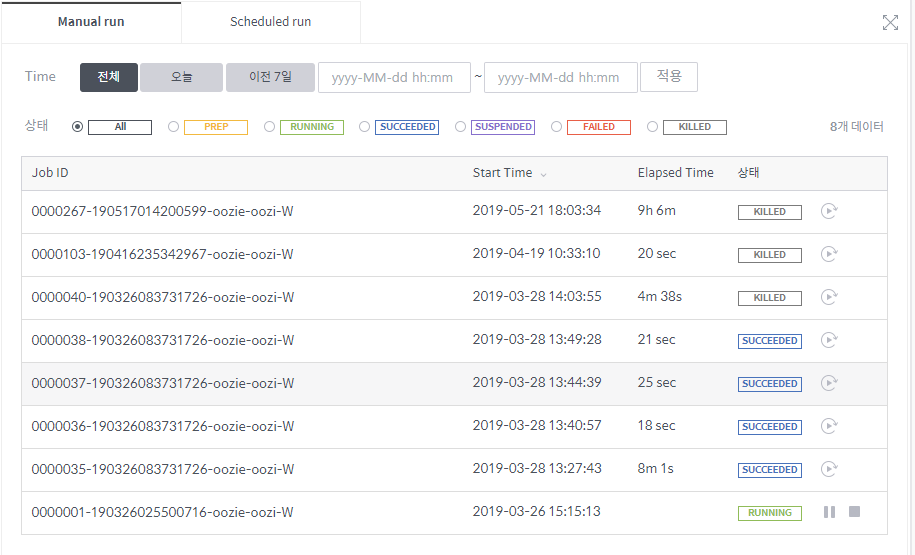 Manual run Scheduled run
Time 전체 오늘 이전 7일 yyyy-MM-dd hh:mm ~ yyyy-MM-dd hh:mm 적용
상태 All PREP RUNNING SUCCEEDED SUSPENDED FAILED KILLED 8개 데이터
Job ID Start Time Elapsed Time 상태
0000267-190517014200599-oozie-oozi-W 2019-05-21 18:03:34 9h 6m KILLED
0000103-190416235342967-oozie-oozi-W 2019-04-19 10:33:10 20 sec KILLED
0000040-190326083731726-oozie-oozi-W 2019-03-28 14:03:55 4m 38s KILLED
0000038-190326083731726-oozie-oozi-W 2019-03-28 13:49:28 21 sec SUCCEEDED
0000037-190326083731726-oozie-oozi-W 2019-03-28 13:44:39 25 sec SUCCEEDED
0000036-190326083731726-oozie-oozi-W 2019-03-28 13:40:57 18 sec SUCCEEDED
0000035-190326083731726-oozie-oozi-W 2019-03-28 13:27:43 8m 1s SUCCEEDED
0000001-190326025500716-oozie-oozi-W 2019-03-26 15:15:13 RUNNING